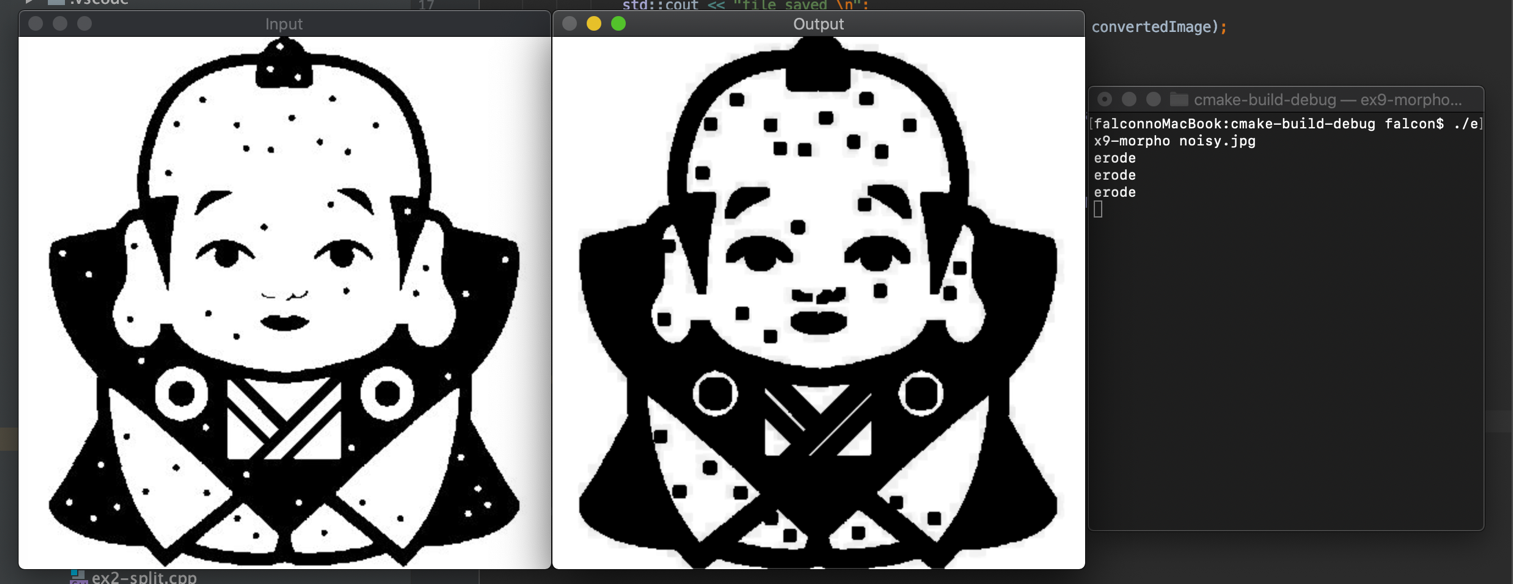 .vscode
17
std::cout << "file saved \n";
convertedImage);
Input
Output
cmake-build-debug — ex9-morpho...
[falconnoMacBook:cmake-build-debug falcon$ ./e]
x9-morpho noisy.jpg
erode
erode
erode
ex2-split.cpp